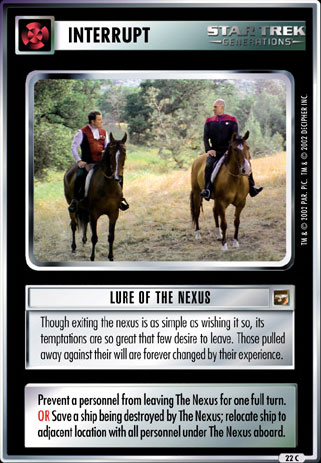 INTERRUPT
STAR TREK
GENERATIONS
TM & © 2002 PAR. P.C. TM & © 2002 DECIPHER INC.
LURE OF THE NEXUS
Though exiting the nexus is as simple as wishing it so, its
temptations are so great that few desire to leave. Those pulled
away against their will are forever changed by their experience.
Prevent a personnel from leaving The Nexus for one full turn.
OR Save a ship being destroyed by The Nexus; relocate ship to
adjacent location with all personnel under The Nexus aboard.
22 C